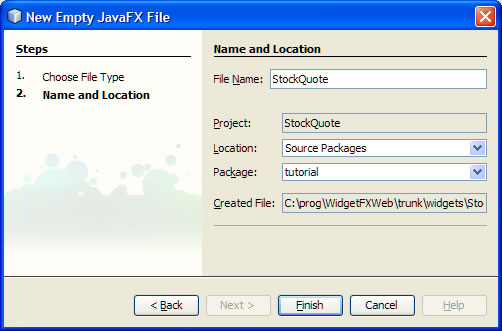 New Empty JavaFX File
Steps
1. Choose File Type
2. Name and Location
Name and Location
File Name: StockQuote
Project: StockQuote
Location: Source Packages
Package: tutorial
Created File: C:\prog\WidgetFXWeb\trunk\widgets\Sto
< Back Next > Finish Cancel Help